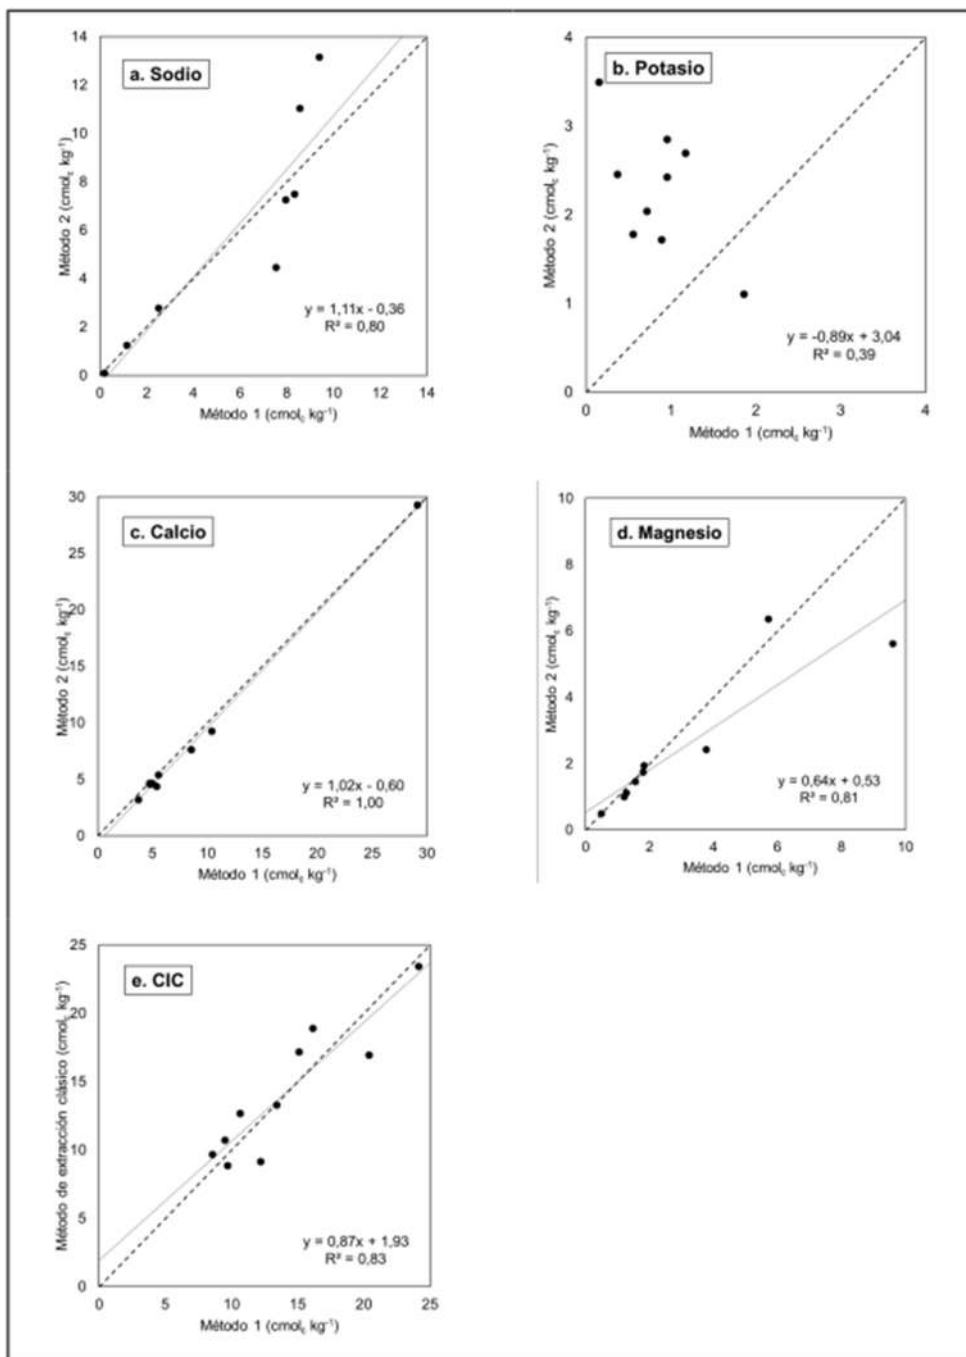 a. Sodio
14
12
10
8
6
4
2
0
Método 2 (cmolc kg-1)
y = 1,11x - 0,36
R² = 0,80
0 2 4 6 8 10 12 14
Método 1 (cmolc kg-1)
b. Potasio
4
3
2
1
0
Método 2 (cmolc kg-1)
y = -0,89x + 3,04
R² = 0,39
0 1 2 3 4
Método 1 (cmolc kg-1)
c. Calcio
30
25
20
15
10
5
0
Método 2 (cmolc kg-1)
y = 1,02x - 0,60
R² = 1,00
0 5 10 15 20 25 30
Método 1 (cmolc kg-1)
d. Magnesio
10
8
6
4
2
0
Método 2 (cmolc kg-1)
y = 0,64x + 0,53
R² = 0,81
0 2 4 6 8 10
Método 1 (cmolc kg-1)
e. CIC
25
20
15
10
5
0
Método de extracción clásico (cmolc kg-1)
y = 0,87x + 1,93
R² = 0,83
0 5 10 15 20 25
Método 1 (cmolc kg-1)